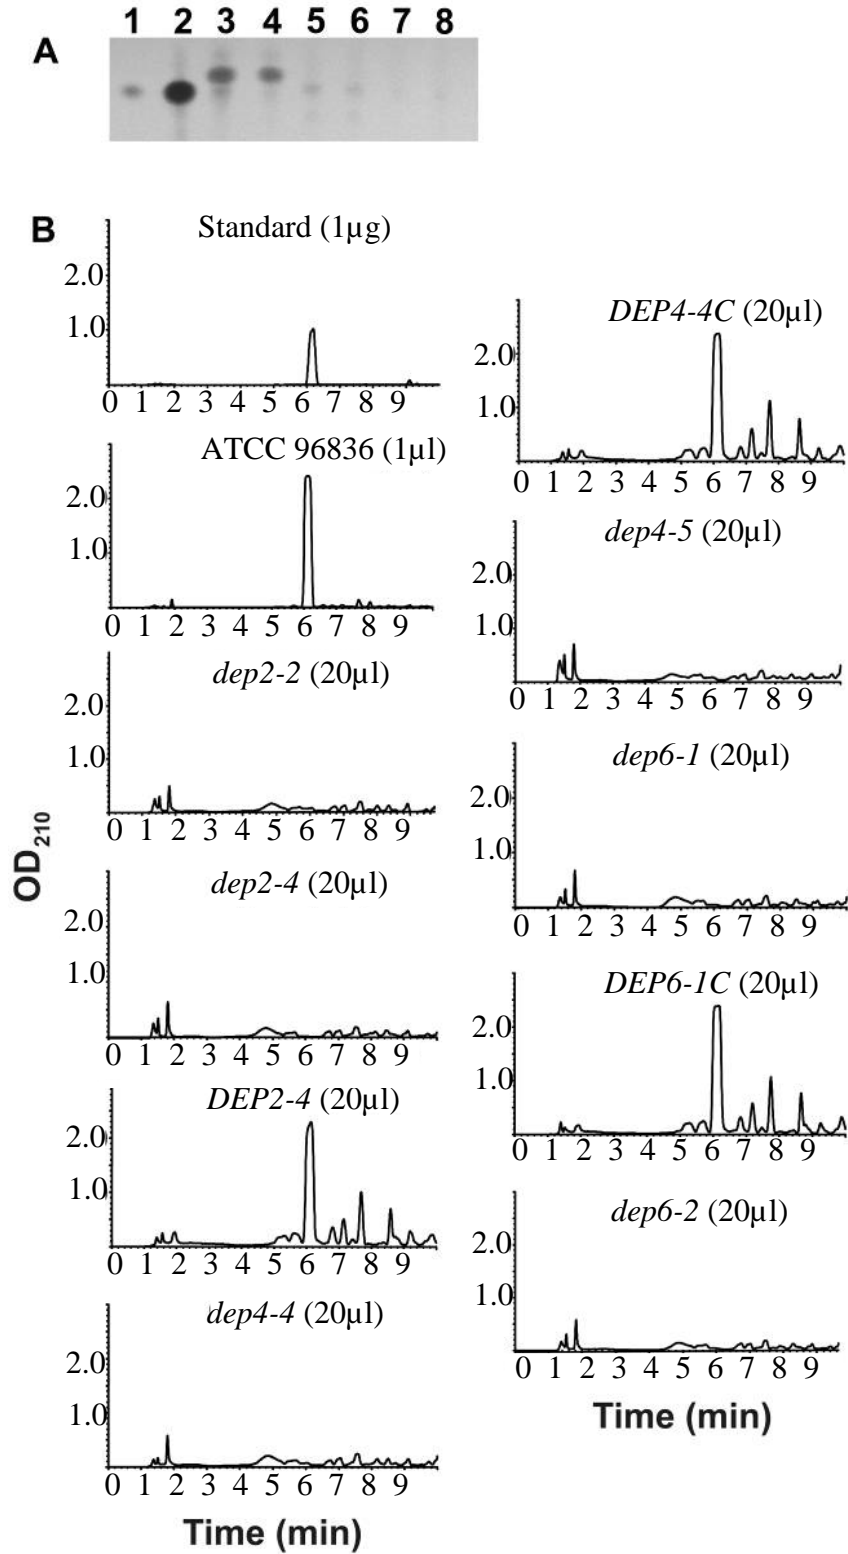 1 2 3 4 5 6 7 8
A
B
Standard (1µg)
2.0
1.0
0 1 2 3 4 5 6 7 8 9
ATCC 96836 (1µl)
2.0
1.0
0 1 2 3 4 5 6 7 8 9
dep2-2 (20µl)
2.0
1.0
0 1 2 3 4 5 6 7 8 9
dep2-4 (20µl)
2.0
1.0
0 1 2 3 4 5 6 7 8 9
DEP2-4 (20µl)
2.0
1.0
0 1 2 3 4 5 6 7 8 9
dep4-4 (20µl)
2.0
1.0
0 1 2 3 4 5 6 7 8 9
Time (min)
OD210
DEP4-4C (20µl)
2.0
1.0
0 1 2 3 4 5 6 7 8 9
dep4-5 (20µl)
2.0
1.0
0 1 2 3 4 5 6 7 8 9
dep6-1 (20µl)
2.0
1.0
0 1 2 3 4 5 6 7 8 9
DEP6-1C (20µl)
2.0
1.0
0 1 2 3 4 5 6 7 8 9
dep6-2 (20µl)
2.0
1.0
0 1 2 3 4 5 6 7 8 9
Time (min)